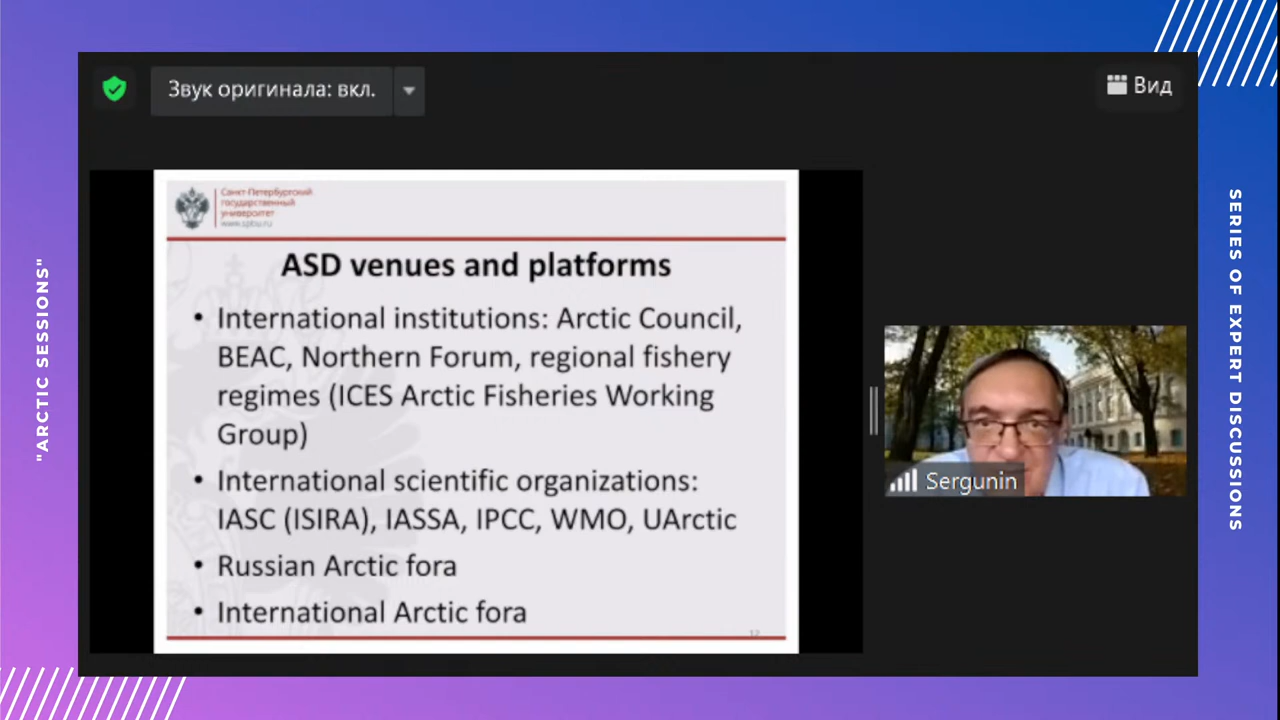 Звук оригинала: вкл.
Вид
Санкт-Петербургский
государственный
университет
www.spbu.ru
ASD venues and platforms
• International institutions: Arctic Council,
BEAC, Northern Forum, regional fishery
regimes (ICES Arctic Fisheries Working
Group)
• International scientific organizations:
IASC (ISIRA), IASSA, IPCC, WMO, UArctic
• Russian Arctic fora
• International Arctic fora
12
Sergunin
"ARCTIC SESSIONS"
SERIES OF EXPERT DISCUSSIONS